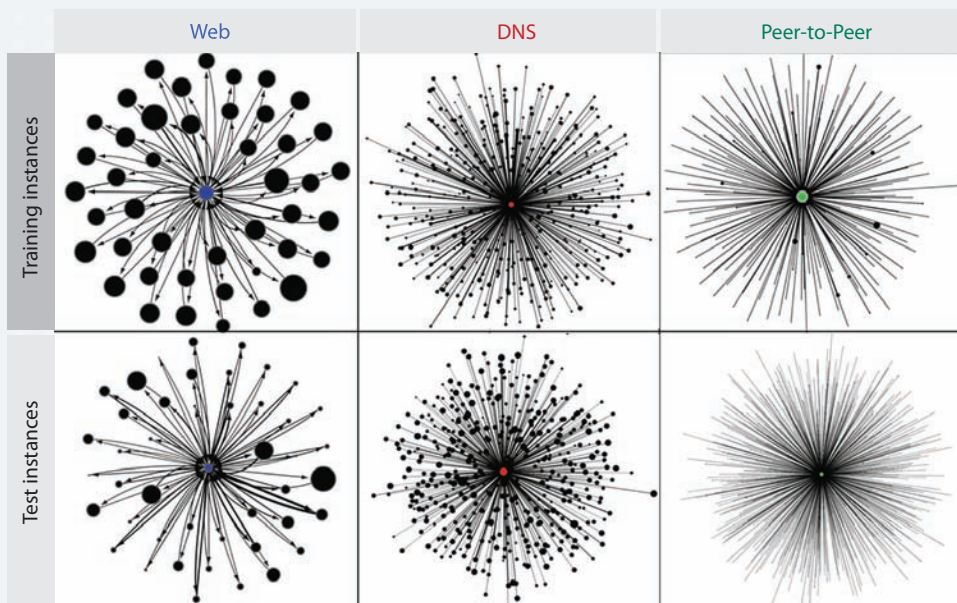 Web
DNS
Peer-to-Peer
Training instances
Test instances